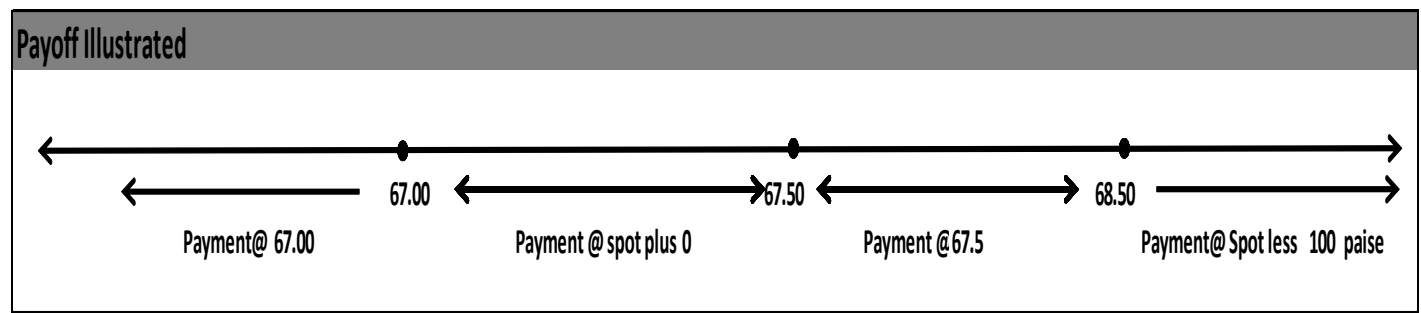 Payoff Illustrated
67.00 67.50 68.50
Payment@ 67.00 Payment @ spot plus 0 Payment @67.5 Payment@ Spot less 100 paise